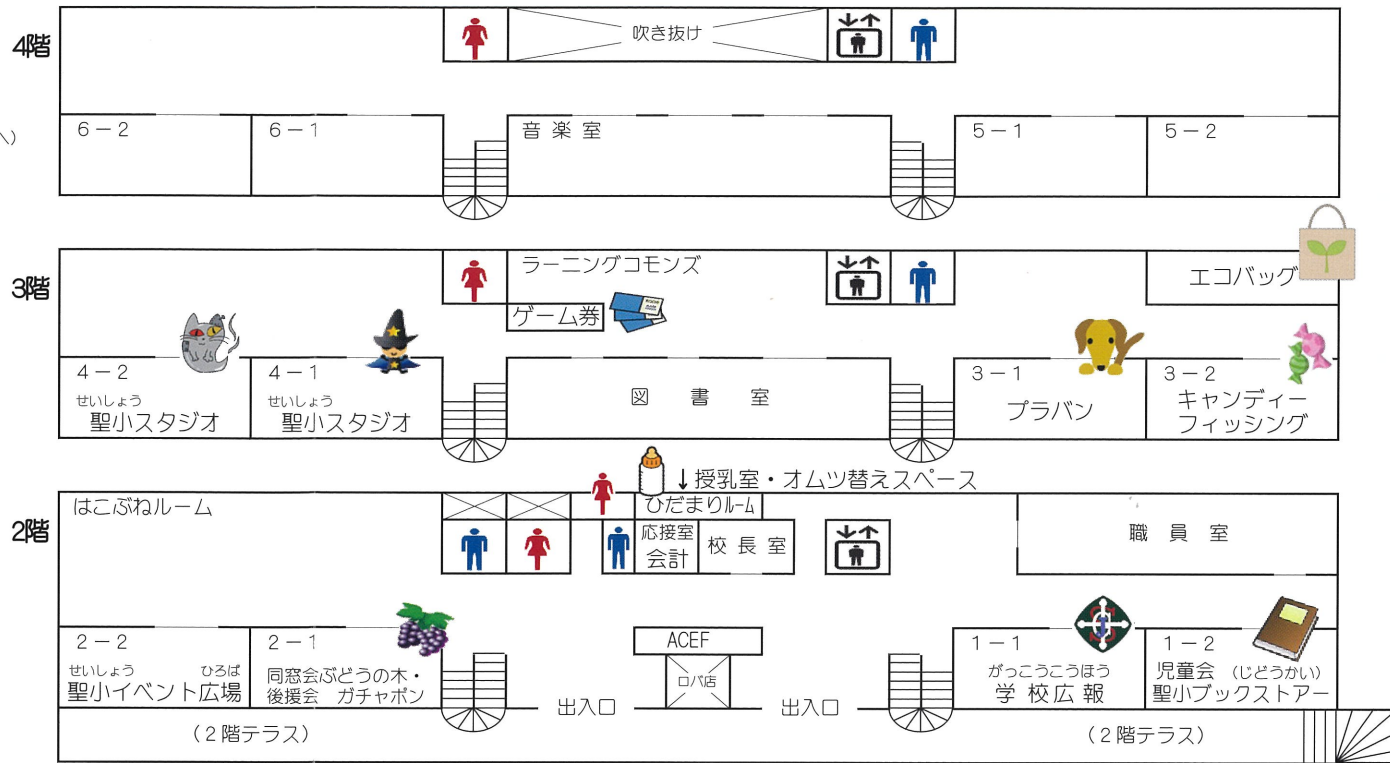 4階
吹き抜け
6-2
6-1
音楽室
5-1
5-2
3階
ラーニングコモンズ
ゲーム券
エコバッグ
4-2
せいしょう
聖小スタジオ
4-1
せいしょう
聖小スタジオ
図書室
3-1
プラバン
3-2
キャンディー
フィッシング
↓授乳室・オムツ替えスペース
2階
はこぶねルーム
ひだまりルーム
応接室
会計
校長室
職員室
2-2
せいしょう ひろば
聖小イベント広場
2-1
同窓会ぶどうの木・
後援会 ガチャポン
ACEF
ロバ店
出入口
出入口
1-1
がっこうこうほう
学校広報
1-2
児童会 (じどうかい)
聖小ブックストアー
(2階テラス)
(2階テラス)